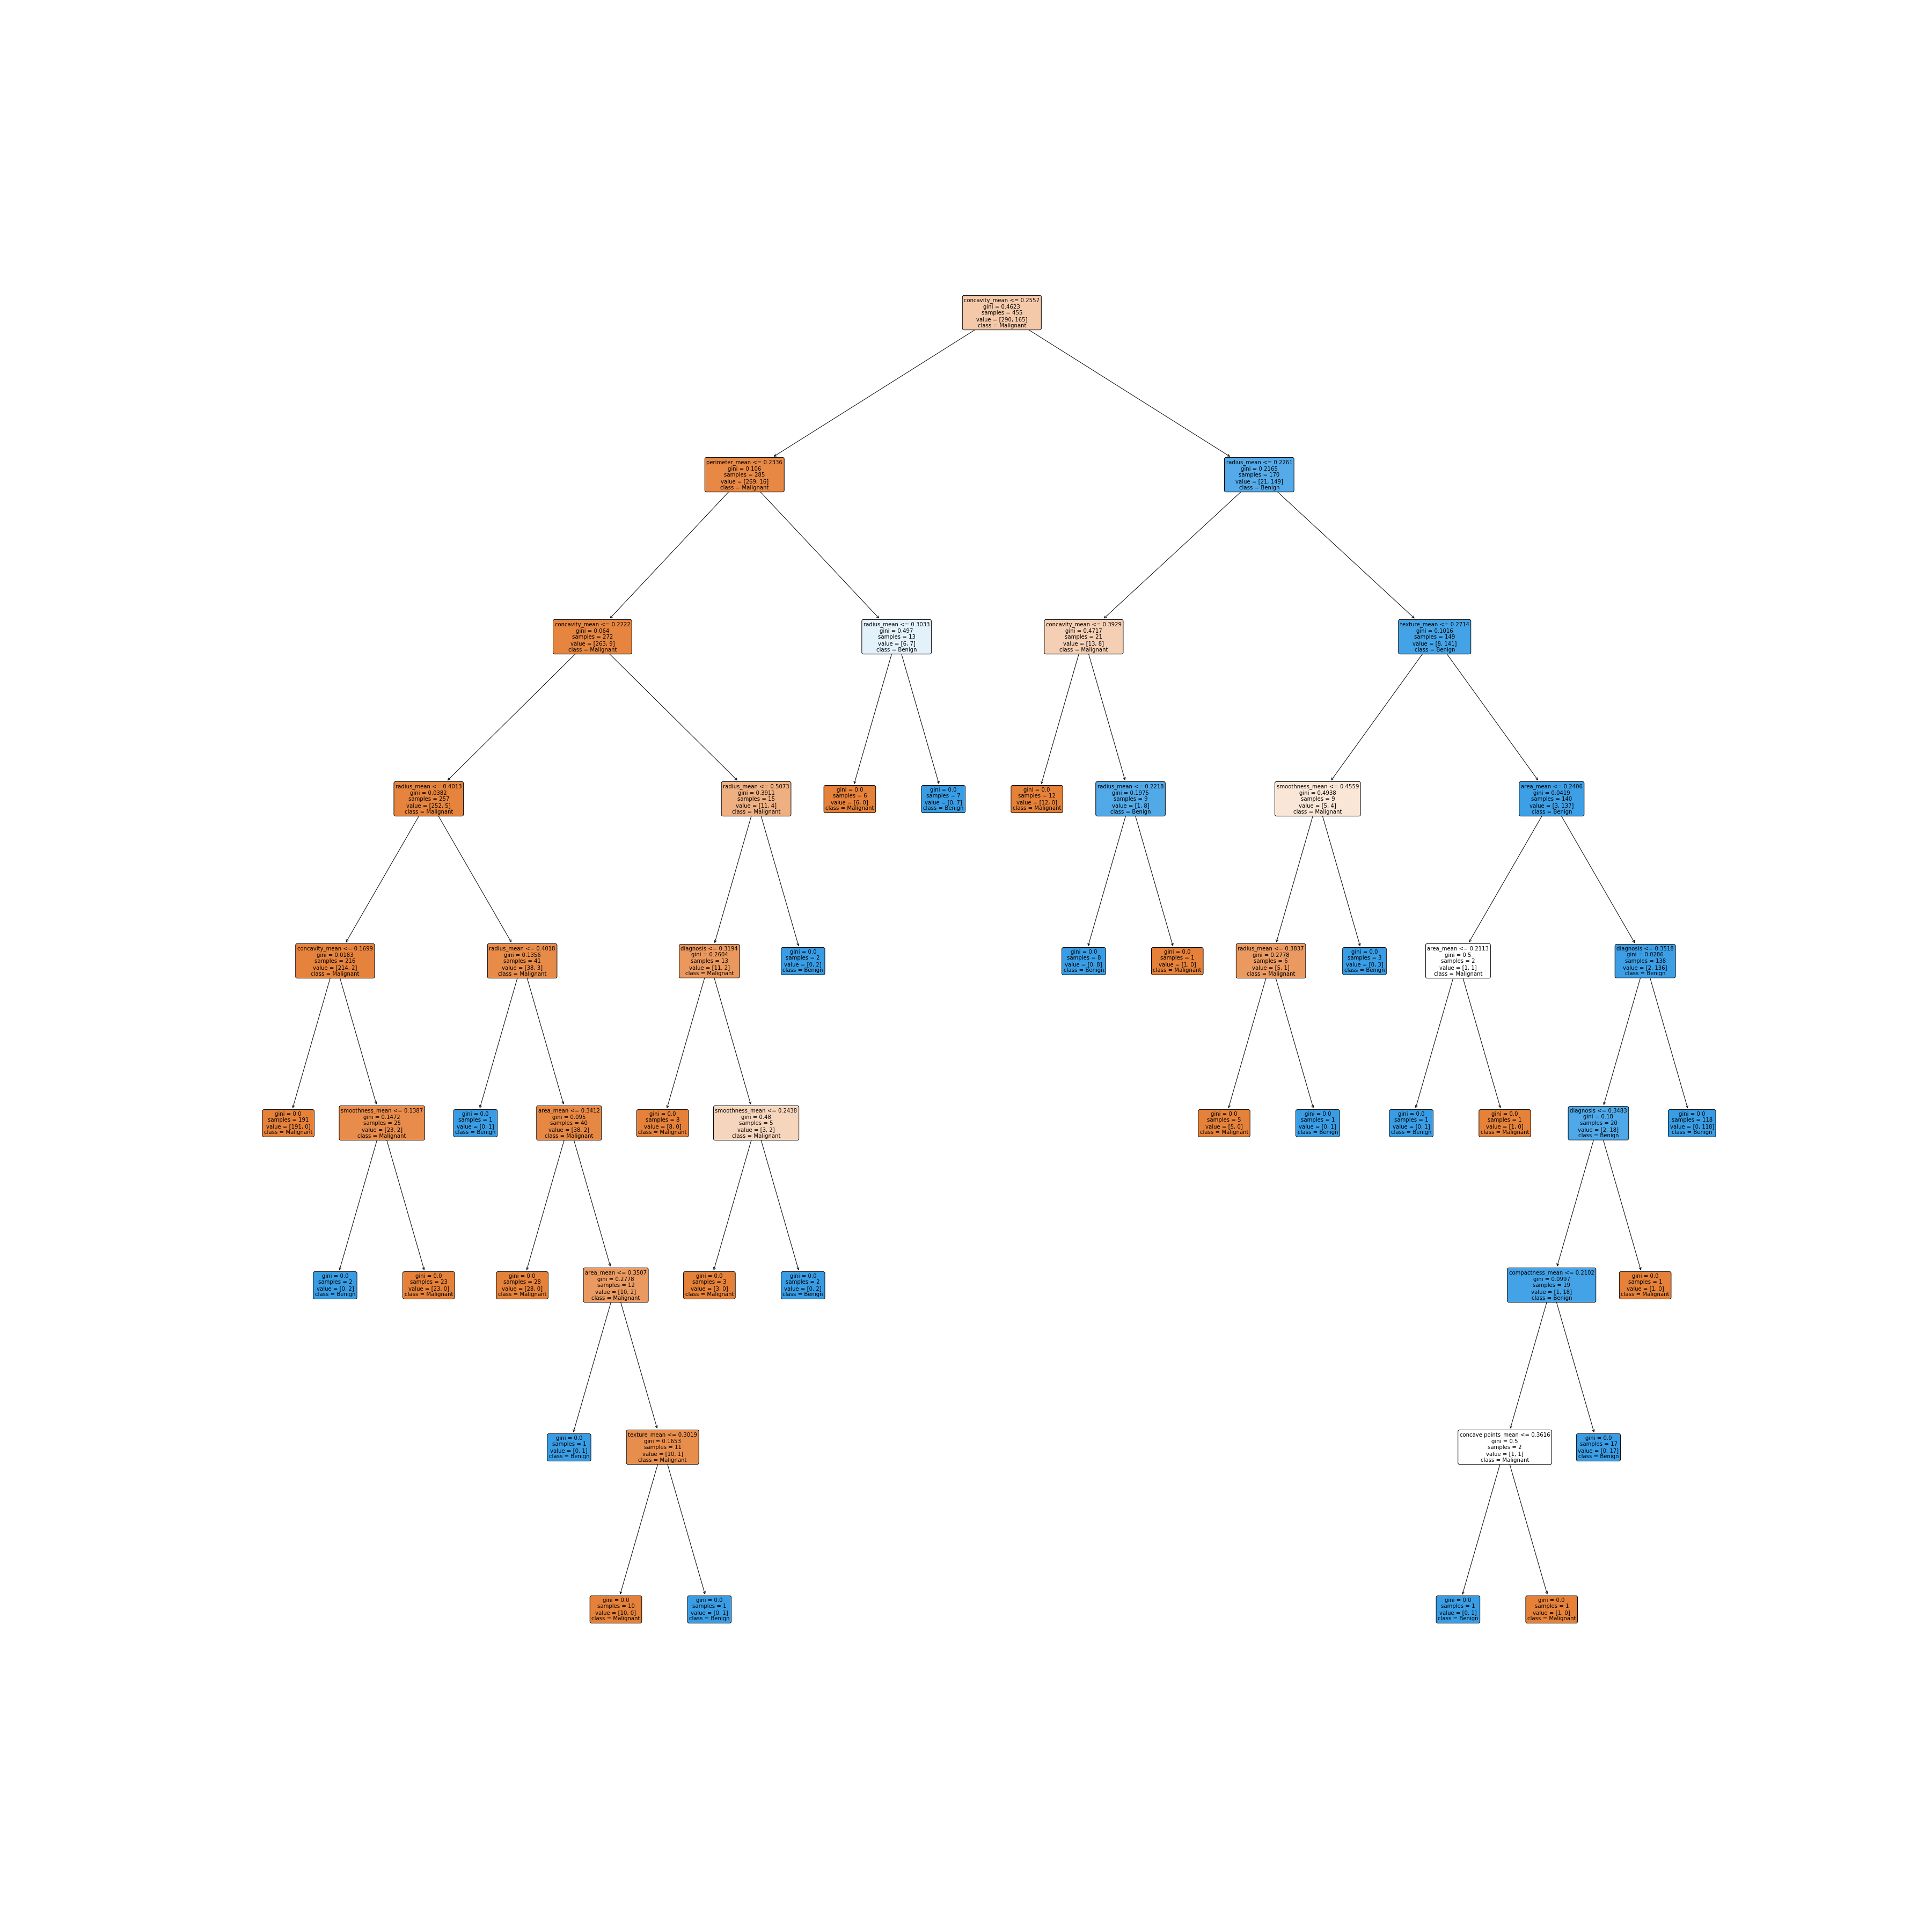 concavity_mean <= 0.2557
gini = 0.4623
samples = 455
value = [290, 165]
class = Malignant
perimeter_mean <= 0.2336
gini = 0.106
samples = 285
value = [269, 16]
class = Malignant
radius_mean <= 0.2261
gini = 0.2165
samples = 170
value = [21, 149]
class = Benign
concavity_mean <= 0.2222
gini = 0.064
samples = 272
value = [263, 9]
class = Malignant
radius_mean <= 0.3033
gini = 0.497
samples = 13
value = [6, 7]
class = Benign
concavity_mean <= 0.3929
gini = 0.4717
samples = 21
value = [13, 8]
class = Malignant
texture_mean <= 0.2714
gini = 0.1016
samples = 149
value = [8, 141]
class = Benign
radius_mean <= 0.4013
gini = 0.0382
samples = 257
value = [252, 5]
class = Malignant
radius_mean <= 0.5073
gini = 0.3911
samples = 15
value = [11, 4]
class = Malignant
gini = 0.0
samples = 6
value = [6, 0]
class = Malignant
gini = 0.0
samples = 7
value = [0, 7]
class = Benign
gini = 0.0
samples = 12
value = [12, 0]
class = Malignant
radius_mean <= 0.2218
gini = 0.1975
samples = 9
value = [1, 8]
class = Benign
smoothness_mean <= 0.4559
gini = 0.4938
samples = 9
value = [5, 4]
class = Malignant
area_mean <= 0.2406
gini = 0.0419
samples = 140
value = [3, 137]
class = Benign
concavity_mean <= 0.1699
gini = 0.0183
samples = 216
value = [214, 2]
class = Malignant
radius_mean <= 0.4018
gini = 0.1356
samples = 41
value = [38, 3]
class = Malignant
diagnosis <= 0.3194
gini = 0.2604
samples = 13
value = [11, 2]
class = Malignant
gini = 0.0
samples = 2
value = [0, 2]
class = Benign
gini = 0.0
samples = 8
value = [0, 8]
class = Benign
gini = 0.0
samples = 1
value = [1, 0]
class = Malignant
radius_mean <= 0.3837
gini = 0.2778
samples = 6
value = [5, 1]
class = Malignant
gini = 0.0
samples = 3
value = [0, 3]
class = Benign
area_mean <= 0.2113
gini = 0.5
samples = 2
value = [1, 1]
class = Malignant
diagnosis <= 0.3518
gini = 0.0286
samples = 138
value = [2, 136]
class = Benign
gini = 0.0
samples = 191
value = [191, 0]
class = Malignant
smoothness_mean <= 0.1387
gini = 0.1472
samples = 25
value = [23, 2]
class = Malignant
gini = 0.0
samples = 1
value = [0, 1]
class = Benign
area_mean <= 0.3412
gini = 0.095
samples = 40
value = [38, 2]
class = Malignant
gini = 0.0
samples = 8
value = [8, 0]
class = Malignant
smoothness_mean <= 0.2438
gini = 0.48
samples = 5
value = [3, 2]
class = Malignant
gini = 0.0
samples = 5
value = [5, 0]
class = Malignant
gini = 0.0
samples = 1
value = [0, 1]
class = Benign
gini = 0.0
samples = 1
value = [0, 1]
class = Benign
gini = 0.0
samples = 1
value = [1, 0]
class = Malignant
diagnosis <= 0.3483
gini = 0.18
samples = 20
value = [2, 18]
class = Benign
gini = 0.0
samples = 118
value = [0, 118]
class = Benign
gini = 0.0
samples = 2
value = [0, 2]
class = Benign
gini = 0.0
samples = 23
value = [23, 0]
class = Malignant
gini = 0.0
samples = 28
value = [28, 0]
class = Malignant
area_mean <= 0.3507
gini = 0.2778
samples = 12
value = [10, 2]
class = Malignant
gini = 0.0
samples = 3
value = [3, 0]
class = Malignant
gini = 0.0
samples = 2
value = [0, 2]
class = Benign
compactness_mean <= 0.2102
gini = 0.0997
samples = 19
value = [1, 18]
class = Benign
gini = 0.0
samples = 1
value = [1, 0]
class = Malignant
gini = 0.0
samples = 1
value = [0, 1]
class = Benign
texture_mean <= 0.3019
gini = 0.1653
samples = 11
value = [10, 1]
class = Malignant
concave points_mean <= 0.3616
gini = 0.5
samples = 2
value = [1, 1]
class = Malignant
gini = 0.0
samples = 17
value = [0, 17]
class = Benign
gini = 0.0
samples = 10
value = [10, 0]
class = Malignant
gini = 0.0
samples = 1
value = [0, 1]
class = Benign
gini = 0.0
samples = 1
value = [0, 1]
class = Benign
gini = 0.0
samples = 1
value = [1, 0]
class = Malignant